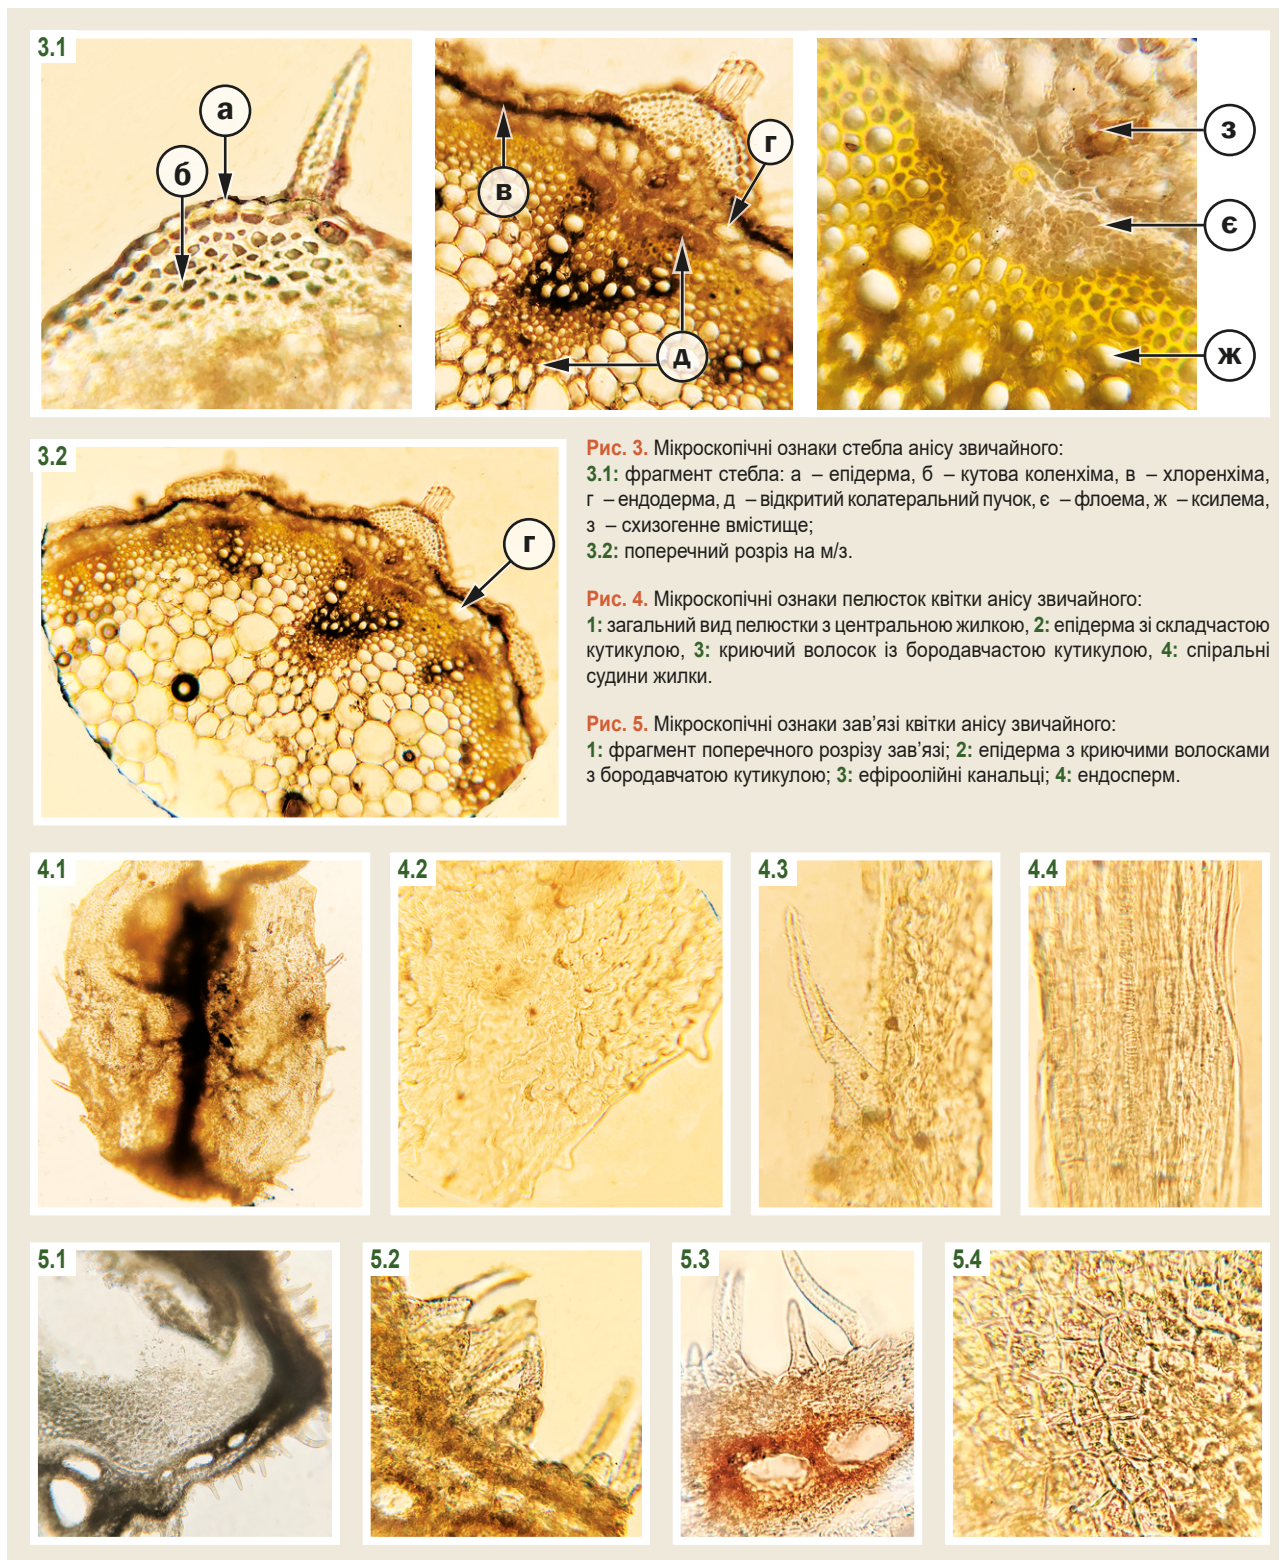 3.1
а
б
в
г
д
з
є
ж
3.2
г
Рис. 3. Мікроскопічні ознаки стебла анісу звичайного:
3.1: фрагмент стебла: а – епідерма, б – кутова коленхіма, в – хлоренхіма,
г – ендодерма, д – відкритий колатеральний пучок, є – флоема, ж – ксилема,
з – схизогенне вмістище;
3.2: поперечний розріз на м/з.
Рис. 4. Мікроскопічні ознаки пелюсток квітки анісу звичайного:
1: загальний вид пелюстки з центральною жилкою, 2: епідерма зі складчастою
кутикулою, 3: криючий волосок із бородавчастою кутикулою, 4: спіральні
судини жилки.
Рис. 5. Мікроскопічні ознаки зав’язі квітки анісу звичайного:
1: фрагмент поперечного розрізу зав’язі; 2: епідерма з криючими волосками
з бородавчатою кутикулою; 3: ефіроолійні канальці; 4: ендосперм.
4.1
4.2
4.3
4.4
5.1
5.2
5.3
5.4